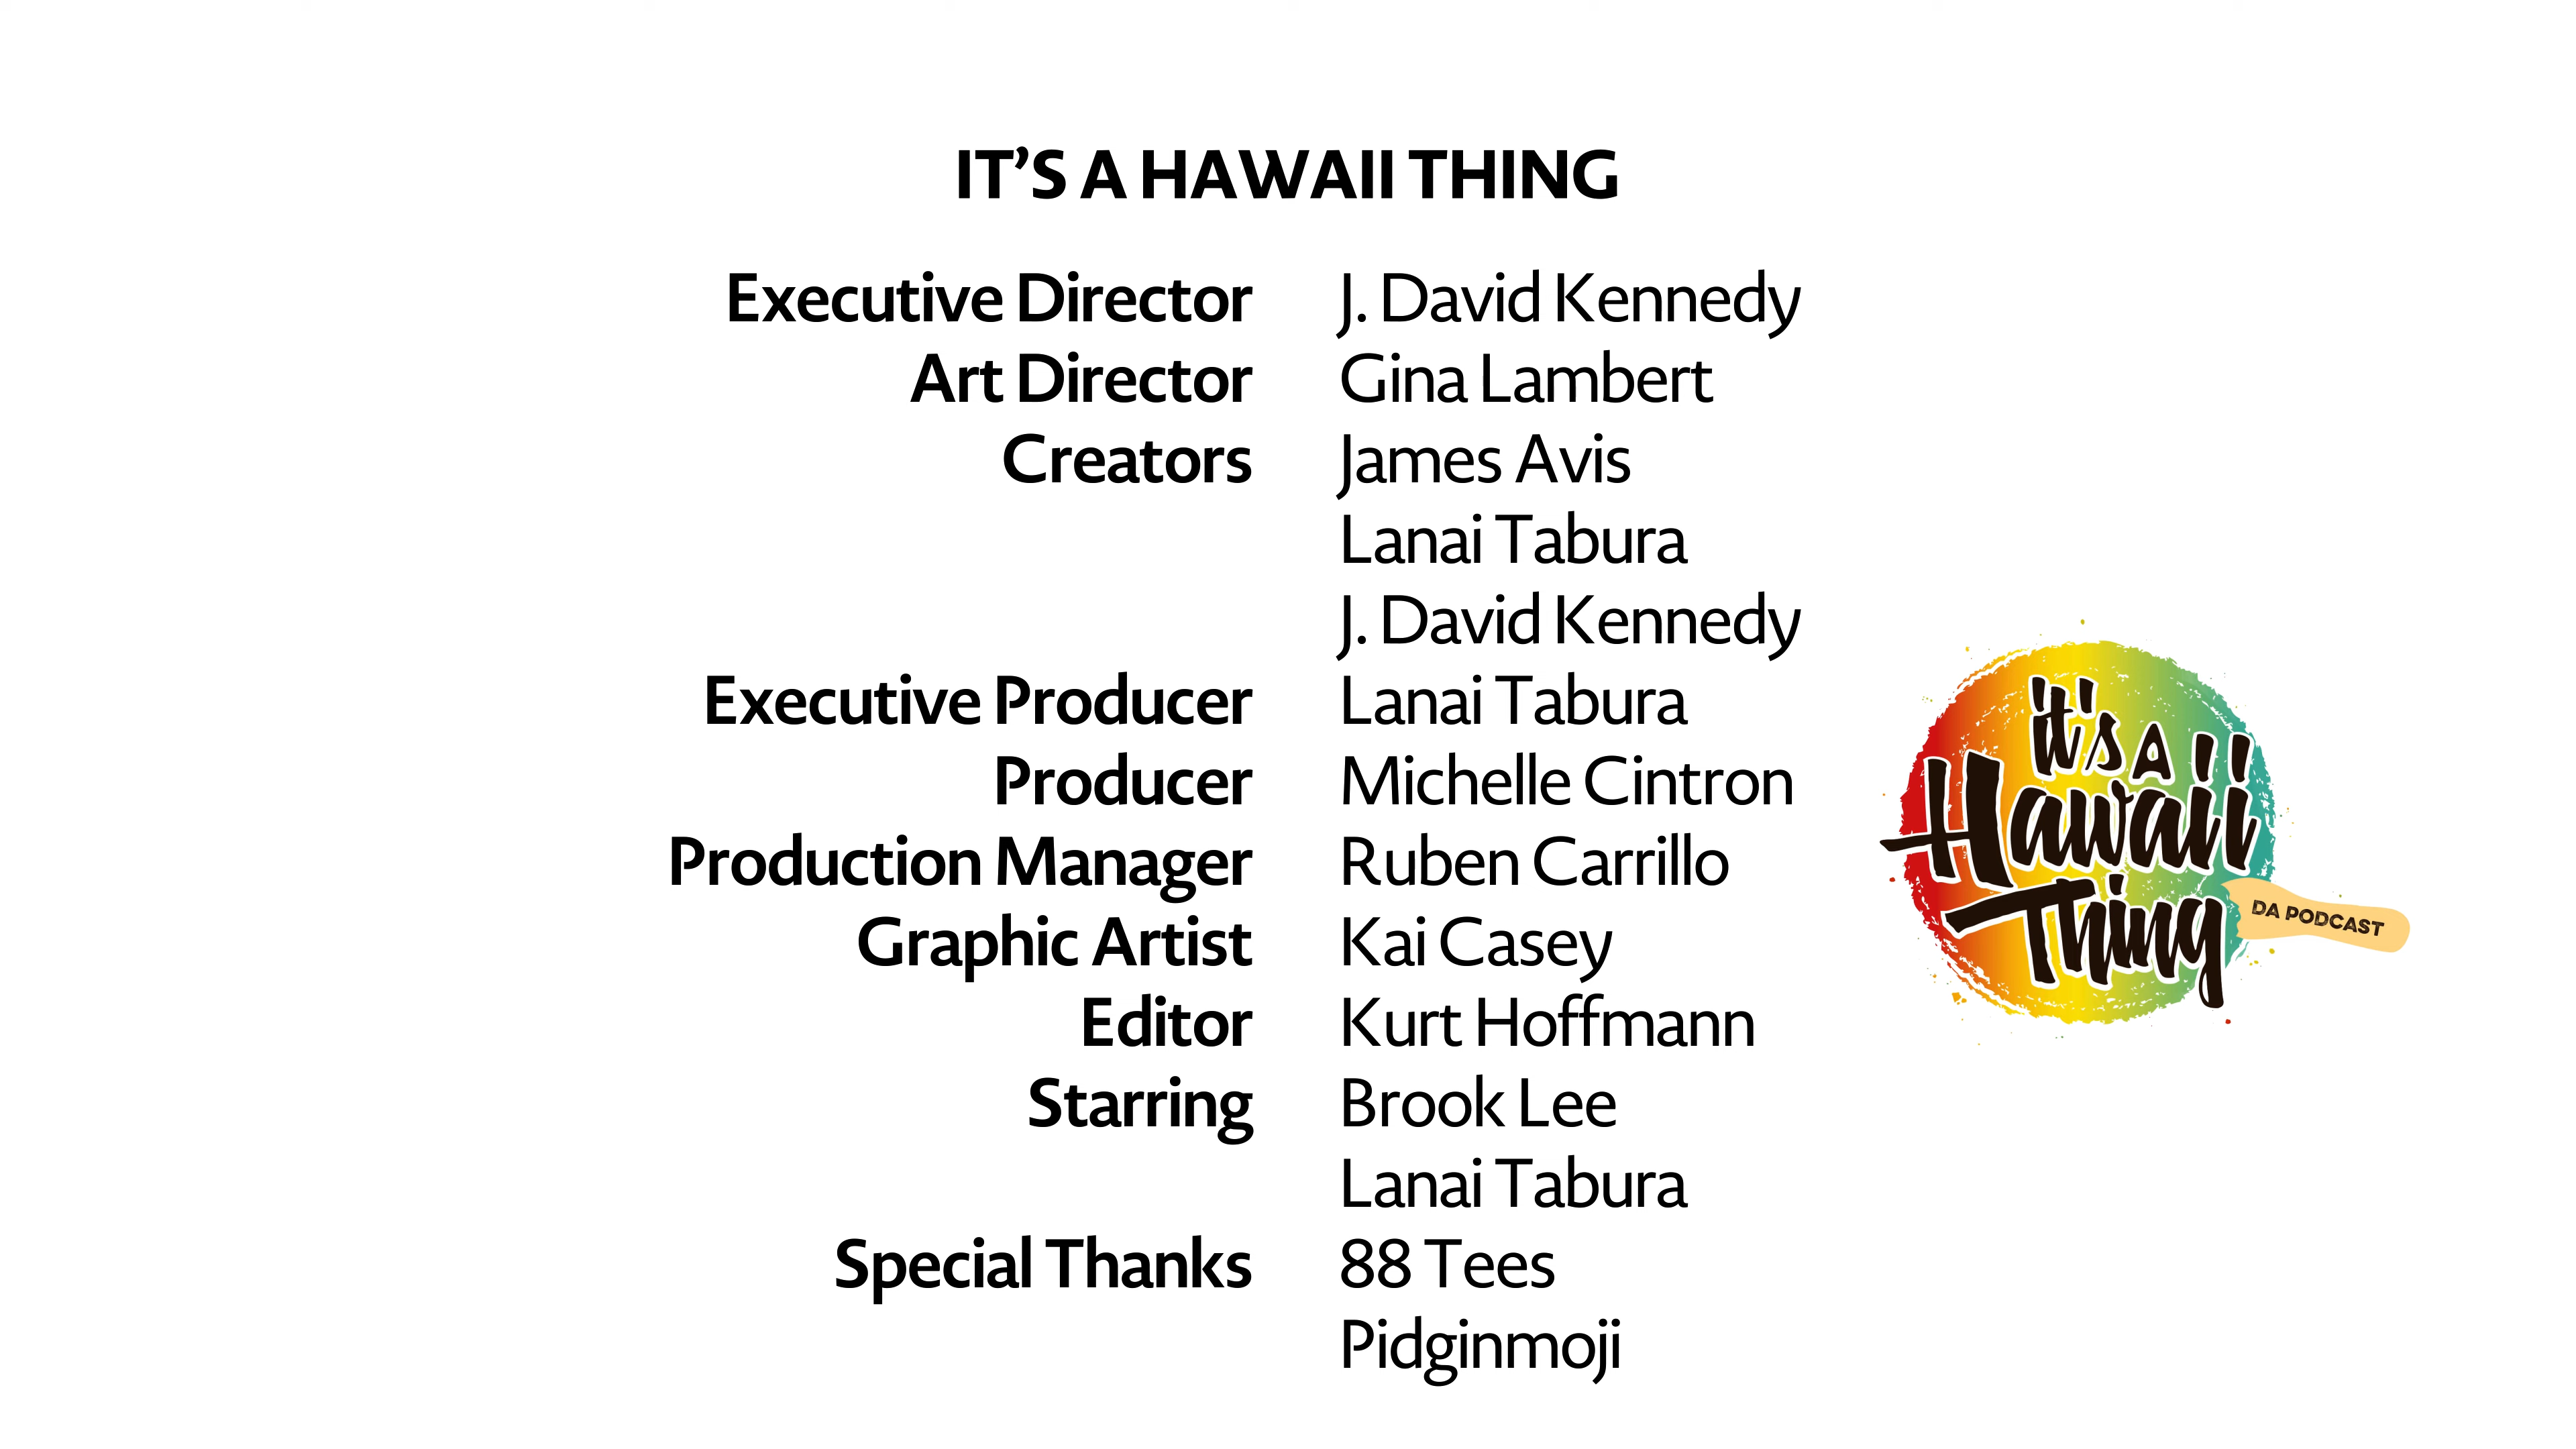 IT’S A HAWAII THING
Executive Director J. David Kennedy
Art Director Gina Lambert
Creators James Avis
Lanai Tabura
J. David Kennedy
Executive Producer Lanai Tabura
Producer Michelle Cintron
Production Manager Ruben Carrillo
Graphic Artist Kai Casey
Editor Kurt Hoffmann
Starring Brook Lee
Lanai Tabura
Special Thanks 88 Tees
Pidginmoji
it's A
Hawaii
Thing
DA PODCAST